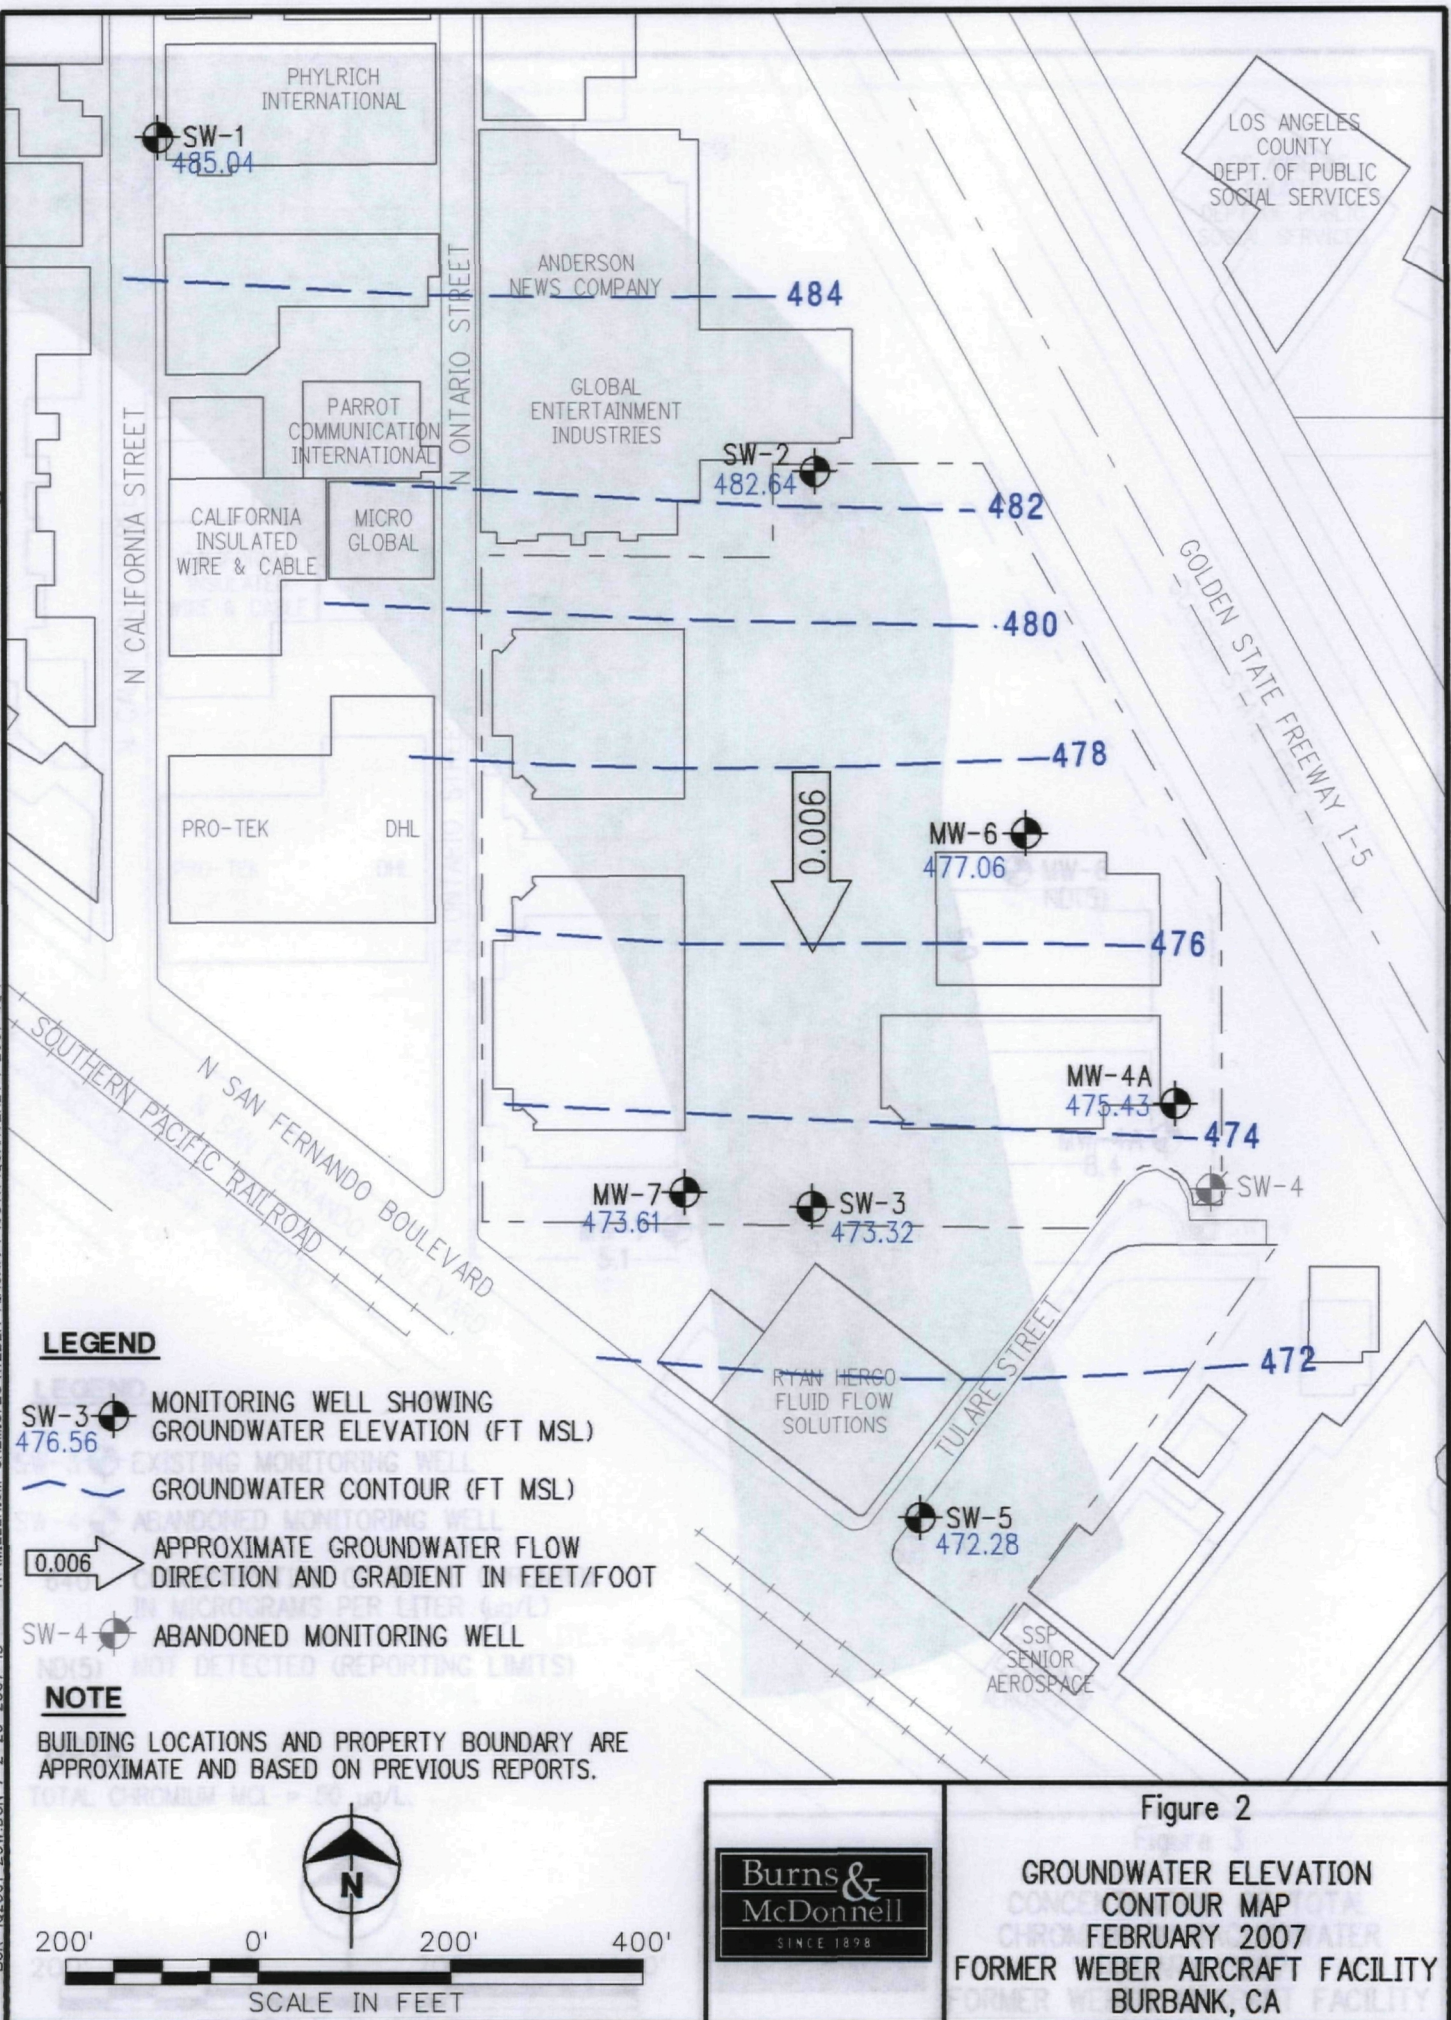 PHYLRICH
INTERNATIONAL
SW-1
485.04
LOS ANGELES
COUNTY
DEPT. OF PUBLIC
SOCIAL SERVICES
ANDERSON
NEWS COMPANY
484
N ONTARIO STREET
GLOBAL
ENTERTAINMENT
INDUSTRIES
PARROT
COMMUNICATION
INTERNATIONAL
N CALIFORNIA STREET
SW-2
482.64
482
CALIFORNIA
INSULATED
WIRE & CABLE
MICRO
GLOBAL
GOLDEN STATE FREEWAY I-5
480
478
0.006
PRO-TEK
DHL
MW-6
477.06
476
SOUTHERN PACIFIC RAILROAD
N SAN FERNANDO BOULEVARD
MW-4A
475.43
474
MW-7
473.61
SW-3
473.32
SW-4
TULARE STREET
472
RYAN HERCO
FLUID FLOW
SOLUTIONS
SW-5
472.28
SSP
SENIOR
AEROSPACE
LEGEND
SW-3
476.56
MONITORING WELL SHOWING
GROUNDWATER ELEVATION (FT MSL)
GROUNDWATER CONTOUR (FT MSL)
0.006
APPROXIMATE GROUNDWATER FLOW
DIRECTION AND GRADIENT IN FEET/FOOT
SW-4
ABANDONED MONITORING WELL
NOTE
BUILDING LOCATIONS AND PROPERTY BOUNDARY ARE
APPROXIMATE AND BASED ON PREVIOUS REPORTS.
N
200' 0' 200' 400'
SCALE IN FEET
Burns &
McDonnell
SINCE 1898
Figure 2
GROUNDWATER ELEVATION
CONTOUR MAP
FEBRUARY 2007
FORMER WEBER AIRCRAFT FACILITY
BURBANK, CA